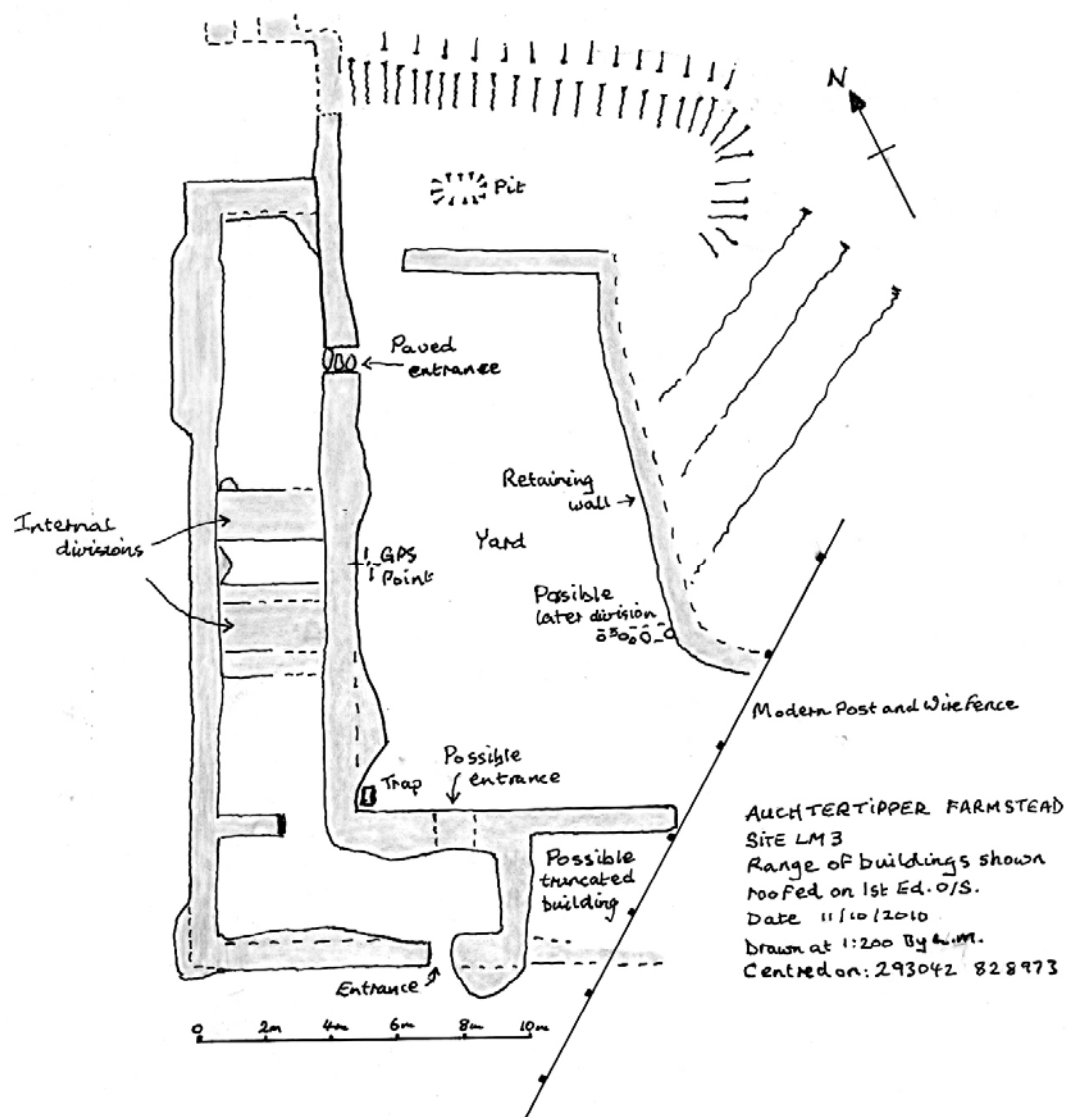 N
Pit
Paved
entrance
Retaining
wall
Internal
divisions
Yard
GPS
Point
Possible
later division
Modern Post and Wire Fence
Possible
entrance
Trap
AUCHTERTIPPER FARMSTEAD
SITE LM3
Range of buildings shown
roofed on 1st Ed. O/S.
Date 11/10/2010
Drawn at 1:200 By L.M.
Centred on: 293042 828973
Possible
truncated
building
Entrance
0 2m 4m 6m 8m 10m